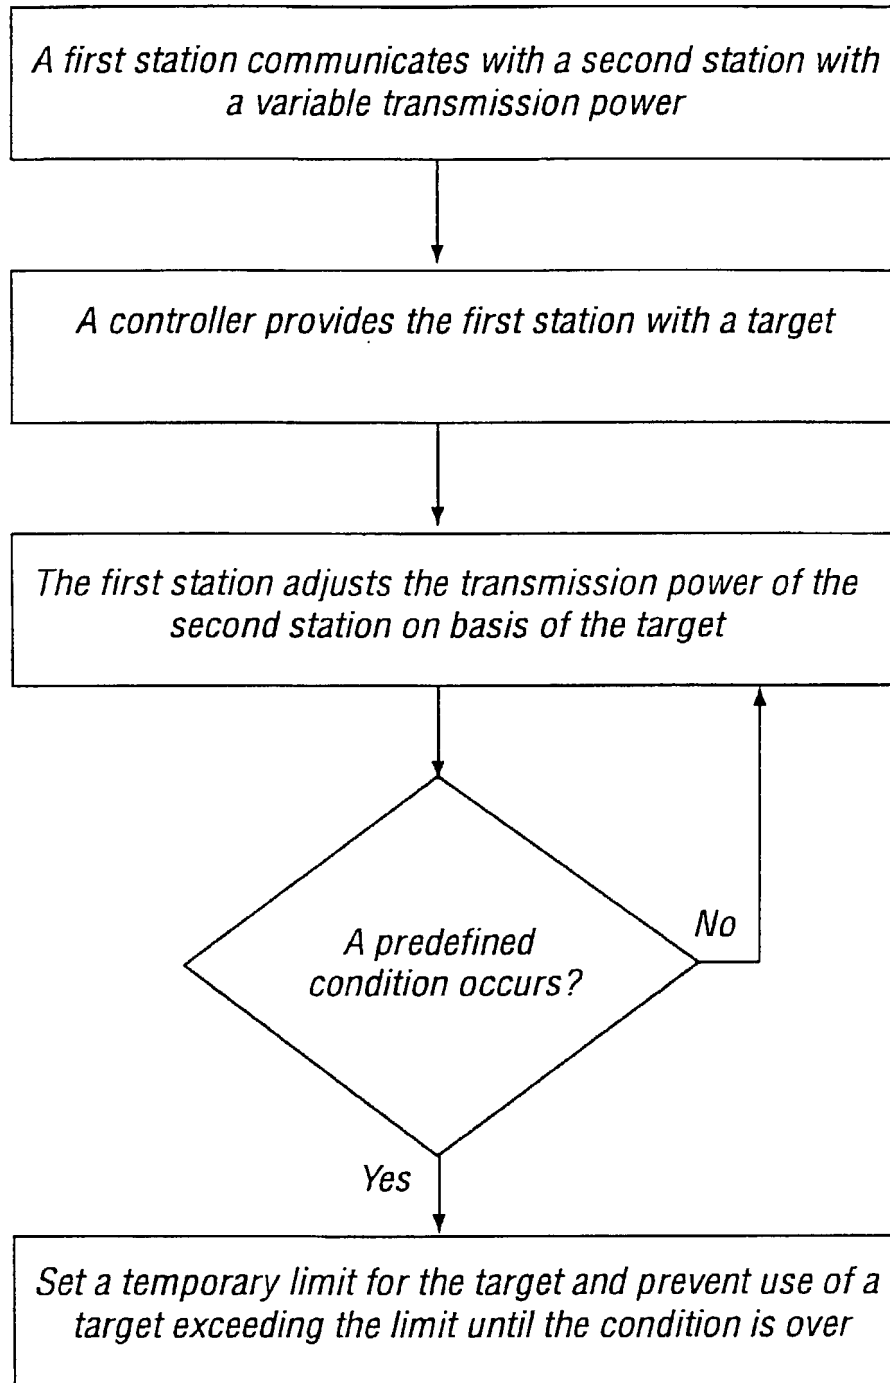 A first station communicates with a second station with
a variable transmission power
A controller provides the first station with a target
The first station adjusts the transmission power of the
second station on basis of the target
A predefined
condition occurs?
No
Yes
Set a temporary limit for the target and prevent use of a
target exceeding the limit until the condition is over